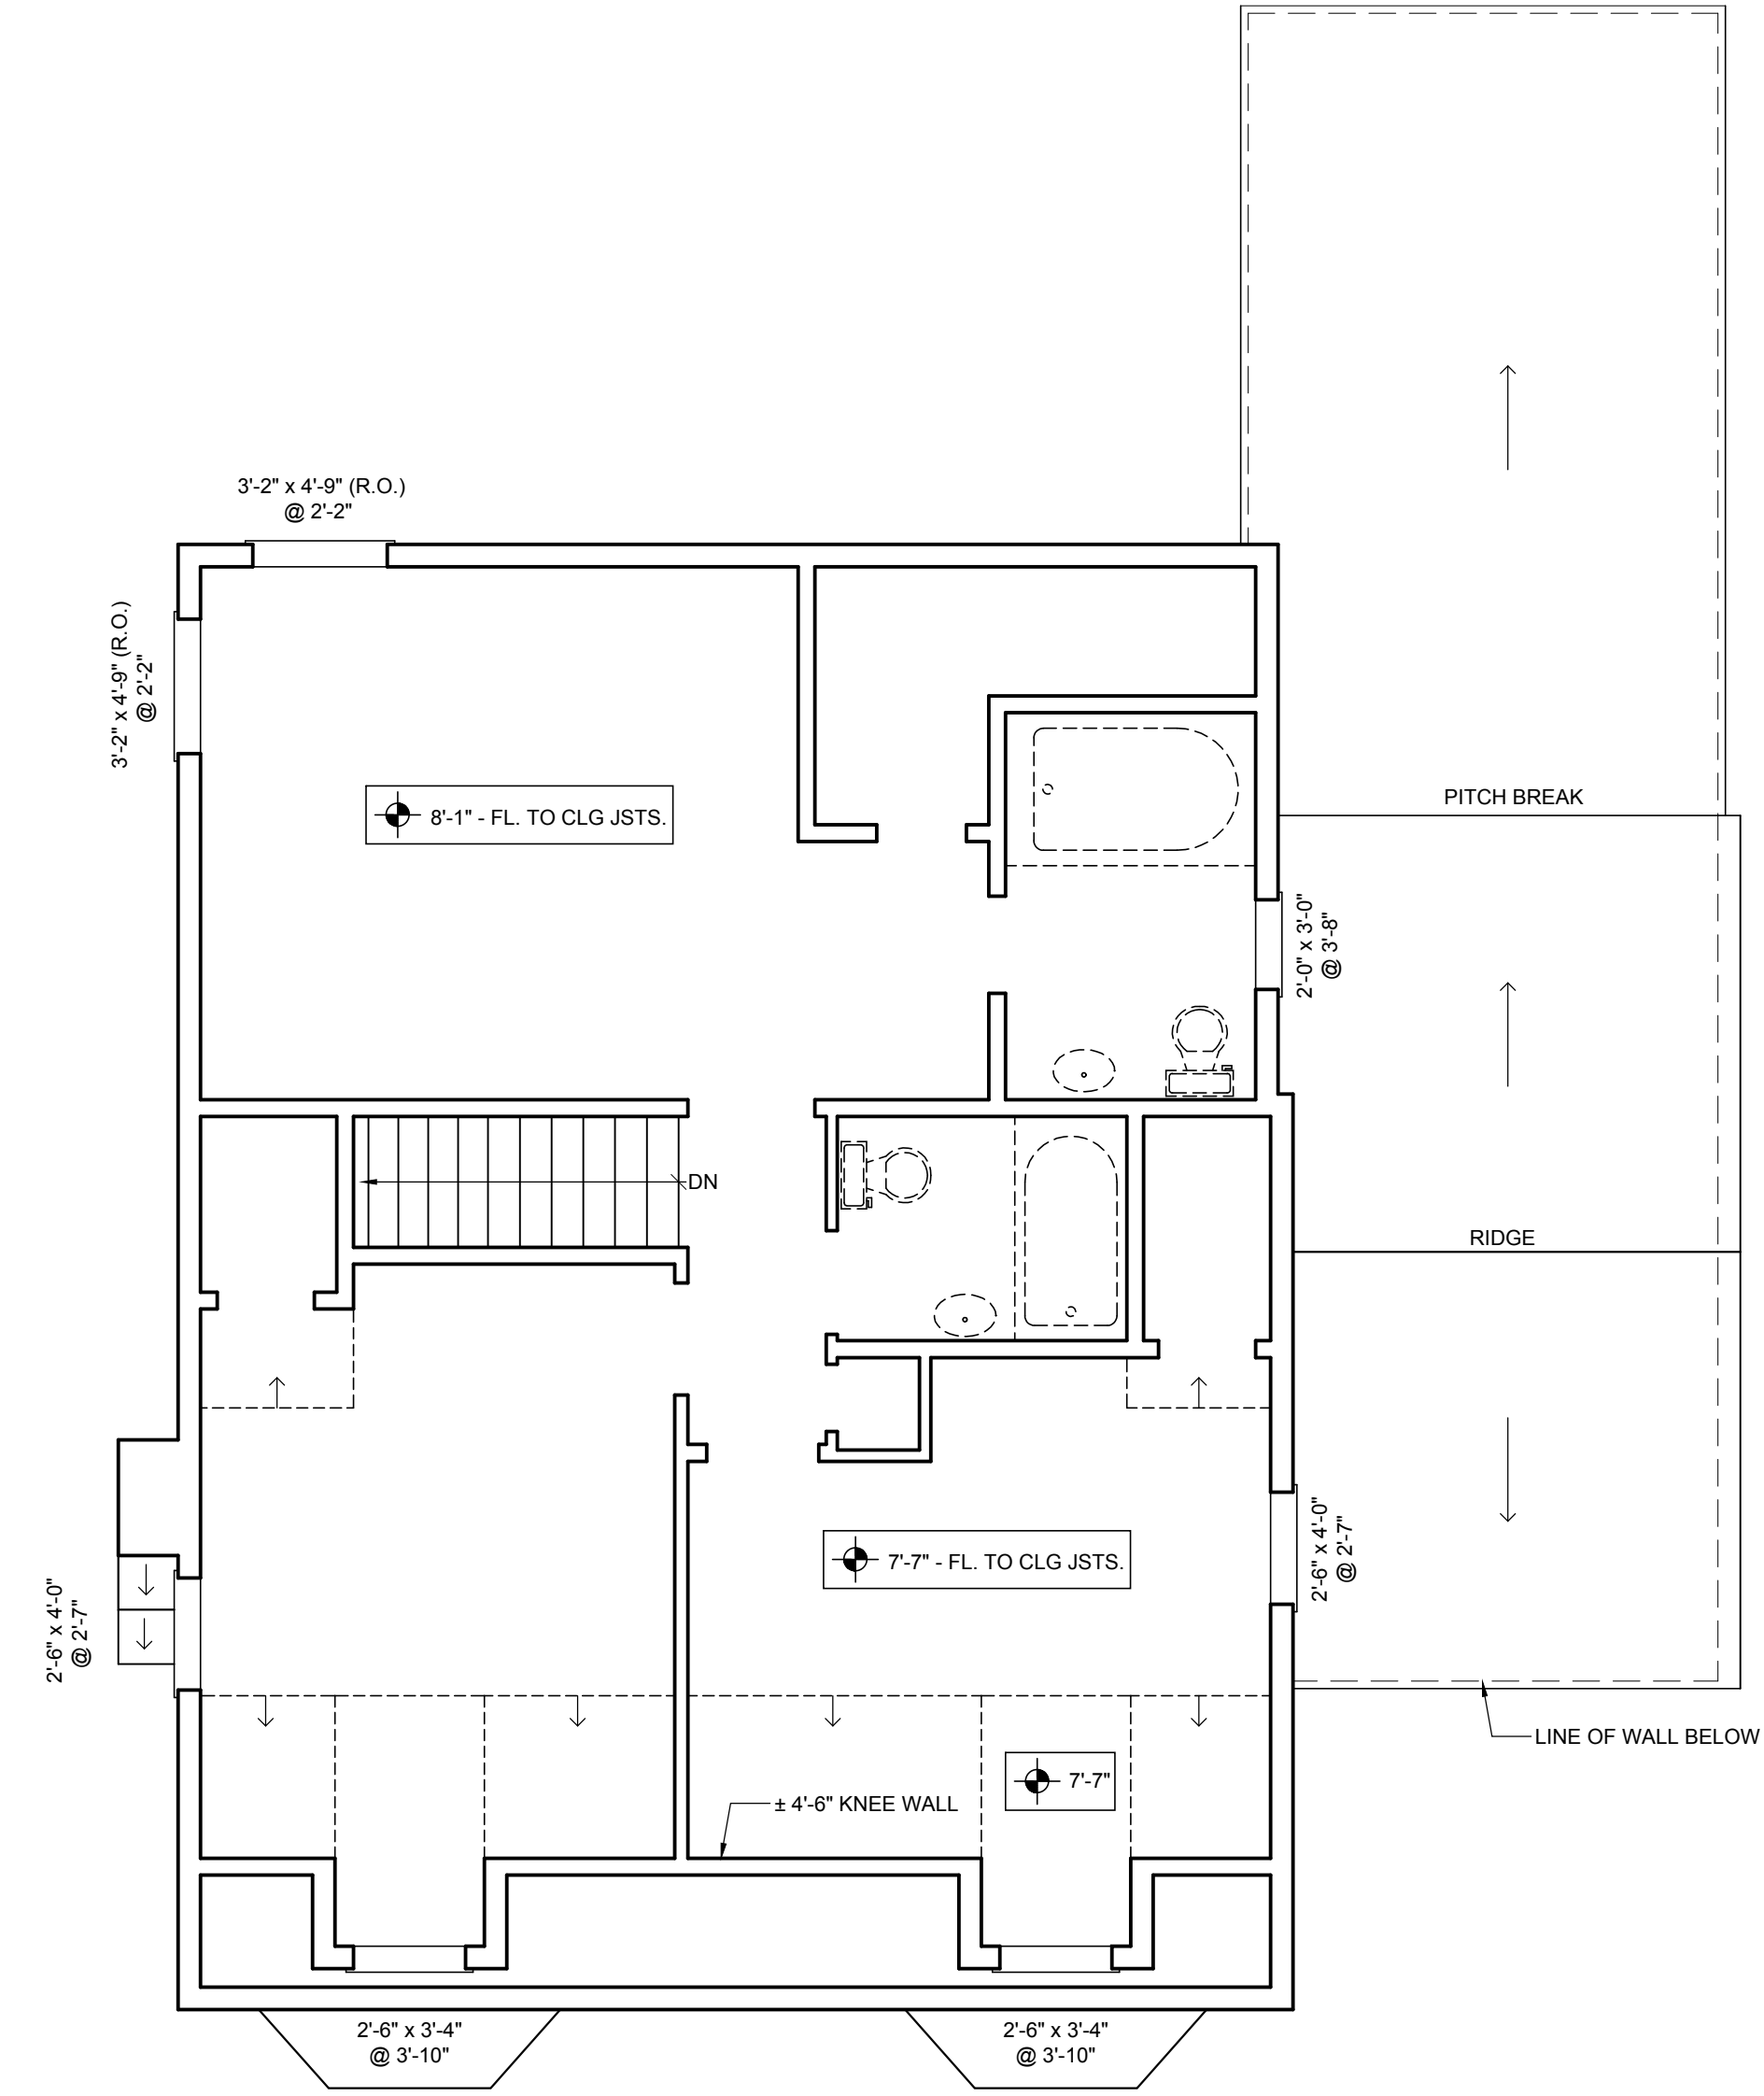 3'-2" x 4'-9" (R.O.)
@ 2'-2"
3'-2" x 4'-9" (R.O.)
@ 2'-2"
8'-1" - FL. TO CLG JSTS.
PITCH BREAK
2'-0" x 3'-0"
@ 3'-8"
DN
RIDGE
7'-7" - FL. TO CLG JSTS.
2'-6" x 4'-0"
@ 2'-7"
2'-6" x 4'-0"
@ 2'-7"
LINE OF WALL BELOW
7'-7"
± 4'-6" KNEE WALL
2'-6" x 3'-4"
@ 3'-10"
2'-6" x 3'-4"
@ 3'-10"